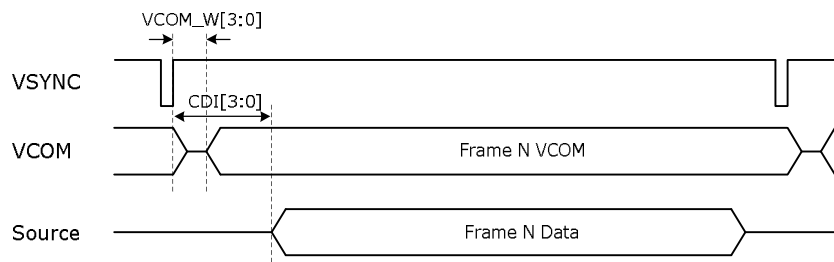 VCOM_W[3:0]
VSYNC
CDI[3:0]
VCOM
Frame N VCOM
Source
Frame N Data